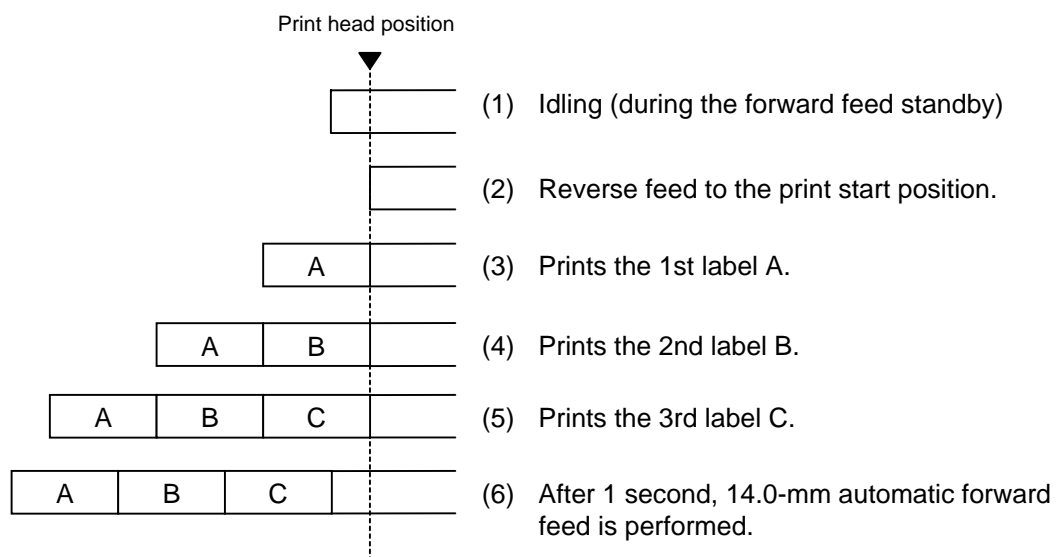 Print head position
(1) Idling (during the forward feed standby)
(2) Reverse feed to the print start position.
A (3) Prints the 1st label A.
A B (4) Prints the 2nd label B.
A B C (5) Prints the 3rd label C.
A B C (6) After 1 second, 14.0-mm automatic forward
feed is performed.